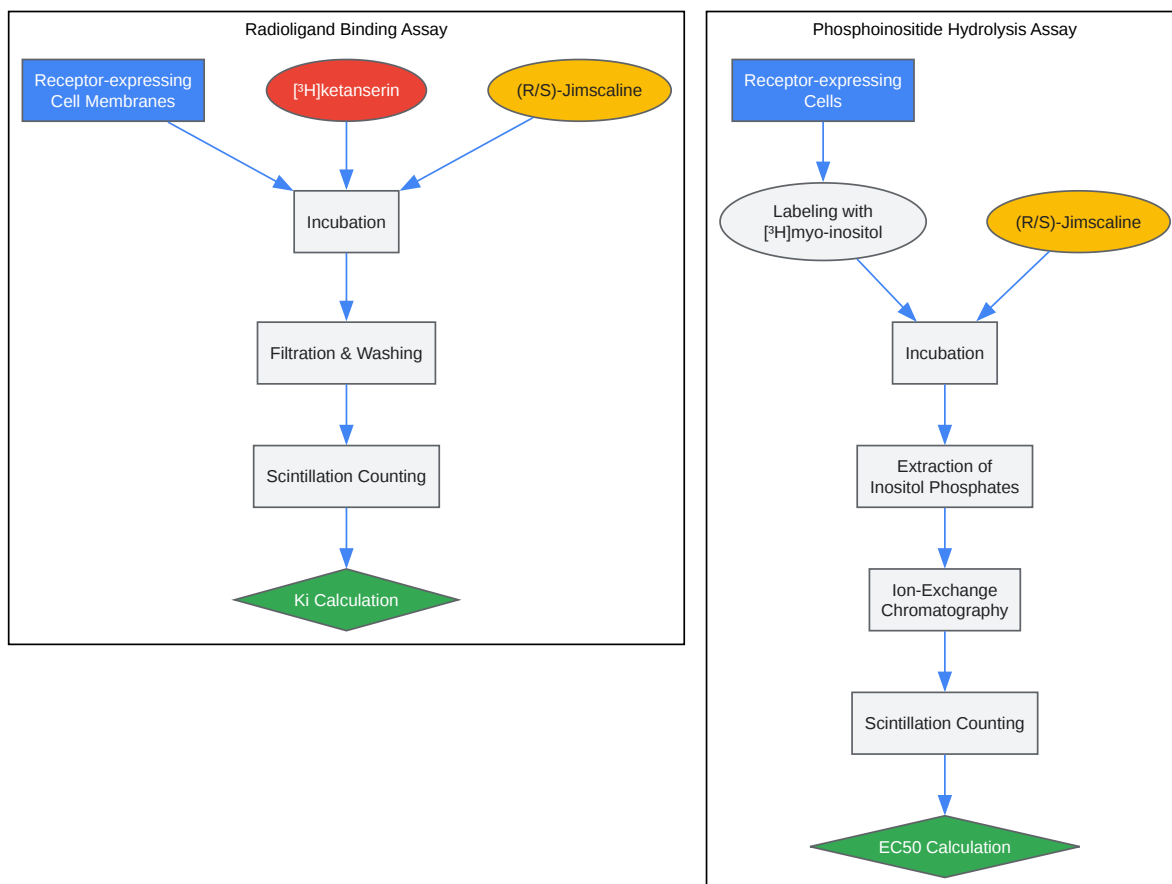 Radioligand Binding Assay
Receptor-expressing
Cell Membranes
[³H]ketanserin
(R/S)-Jimscaline
Incubation
Filtration & Washing
Scintillation Counting
Ki Calculation
Phosphoinositide Hydrolysis Assay
Receptor-expressing
Cells
Labeling with
[³H]myo-inositol
(R/S)-Jimscaline
Incubation
Extraction of
Inositol Phosphates
Ion-Exchange
Chromatography
Scintillation Counting
EC50 Calculation